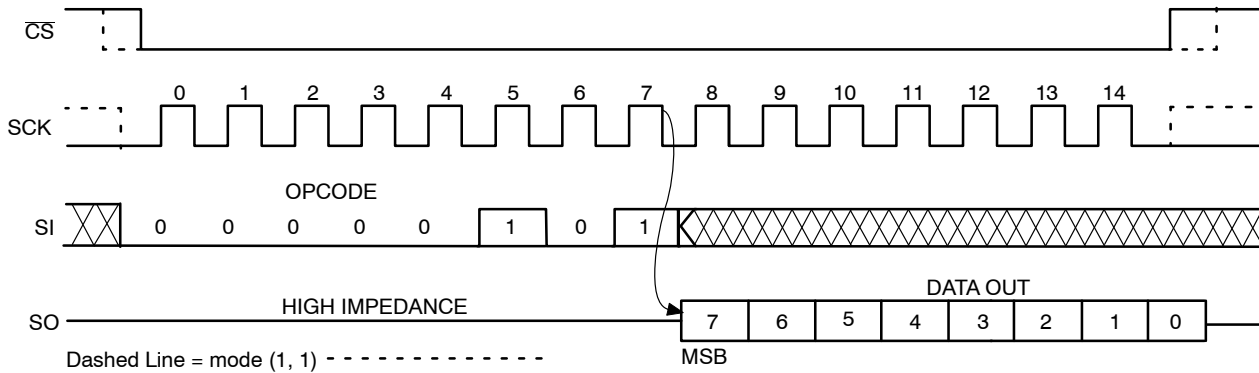 CS
0 1 2 3 4 5 6 7 8 9 10 11 12 13 14
SCK
OPCODE
SI 0 0 0 0 0 1 0 1
DATA OUT
HIGH IMPEDANCE
SO 7 6 5 4 3 2 1 0
Dashed Line = mode (1, 1)
MSB